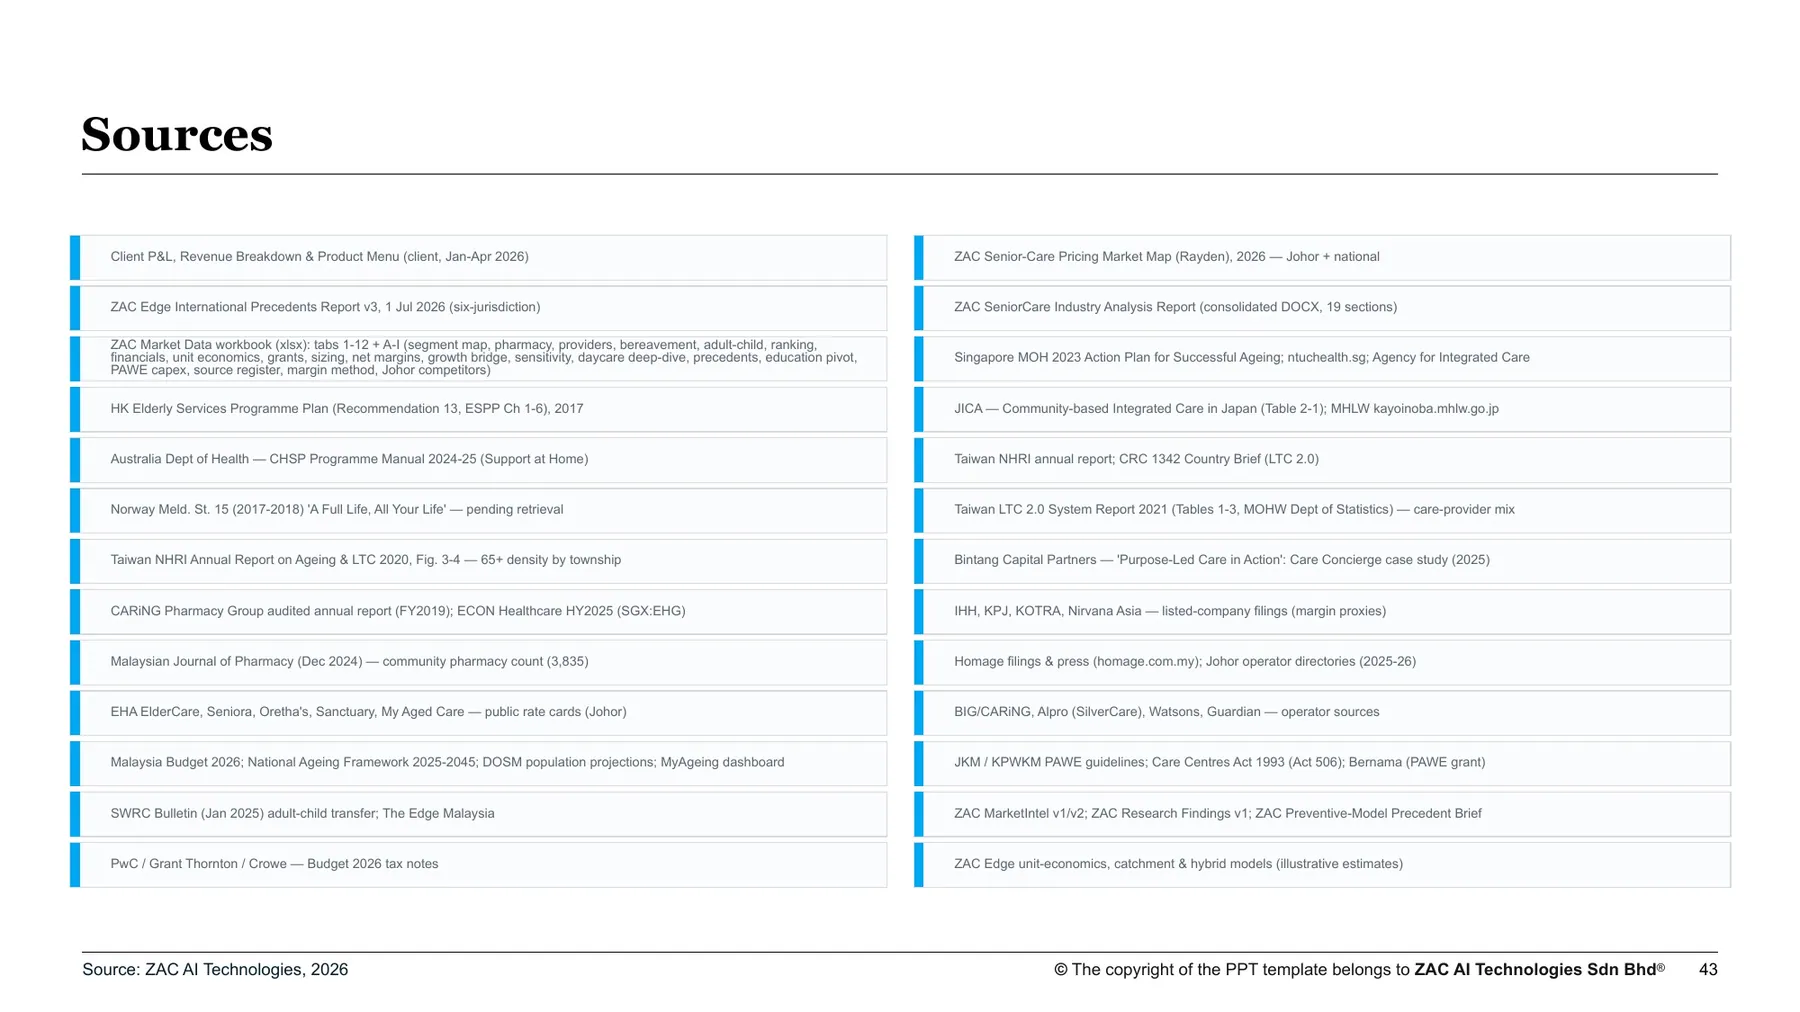 Sources
Client P&L, Revenue Breakdown & Product Menu (client, Jan-Apr 2026)
ZAC Edge International Precedents Report v3, 1 Jul 2026 (six-jurisdiction)
ZAC Market Data workbook (xlsx): tabs 1-12 + A-I (segment map, pharmacy, providers, bereavement, adult-child, ranking,
financials, unit economics, grants, sizing, net margins, growth bridge, sensitivity, daycare deep-dive, precedents, education pivot,
PAWE capex, source register, margin method, Johor competitors)
HK Elderly Services Programme Plan (Recommendation 13, ESPP Ch 1-6), 2017
Australia Dept of Health — CHSP Programme Manual 2024-25 (Support at Home)
Norway Meld. St. 15 (2017-2018) 'A Full Life, All Your Life' — pending retrieval
Taiwan NHRI Annual Report on Ageing & LTC 2020, Fig. 3-4 — 65+ density by township
CARiNG Pharmacy Group audited annual report (FY2019); ECON Healthcare HY2025 (SGX:EHG)
Malaysian Journal of Pharmacy (Dec 2024) — community pharmacy count (3,835)
EHA ElderCare, Seniora, Oretha's, Sanctuary, My Aged Care — public rate cards (Johor)
Malaysia Budget 2026; National Ageing Framework 2025-2045; DOSM population projections; MyAgeing dashboard
SWRC Bulletin (Jan 2025) adult-child transfer; The Edge Malaysia
PwC / Grant Thornton / Crowe — Budget 2026 tax notes
ZAC Senior-Care Pricing Market Map (Rayden), 2026 — Johor + national
ZAC SeniorCare Industry Analysis Report (consolidated DOCX, 19 sections)
Singapore MOH 2023 Action Plan for Successful Ageing; ntuchealth.sg; Agency for Integrated Care
JICA — Community-based Integrated Care in Japan (Table 2-1); MHLW kayoinoba.mhlw.go.jp
Taiwan NHRI annual report; CRC 1342 Country Brief (LTC 2.0)
Taiwan LTC 2.0 System Report 2021 (Tables 1-3, MOHW Dept of Statistics) — care-provider mix
Bintang Capital Partners — 'Purpose-Led Care in Action': Care Concierge case study (2025)
IHH, KPJ, KOTRA, Nirvana Asia — listed-company filings (margin proxies)
Homage filings & press (homage.com.my); Johor operator directories (2025-26)
BIG/CARiNG, Alpro (SilverCare), Watsons, Guardian — operator sources
JKM / KPWKM PAWE guidelines; Care Centres Act 1993 (Act 506); Bernama (PAWE grant)
ZAC MarketIntel v1/v2; ZAC Research Findings v1; ZAC Preventive-Model Precedent Brief
ZAC Edge unit-economics, catchment & hybrid models (illustrative estimates)
Source: ZAC AI Technologies, 2026
© The copyright of the PPT template belongs to ZAC AI Technologies Sdn Bhd® 43